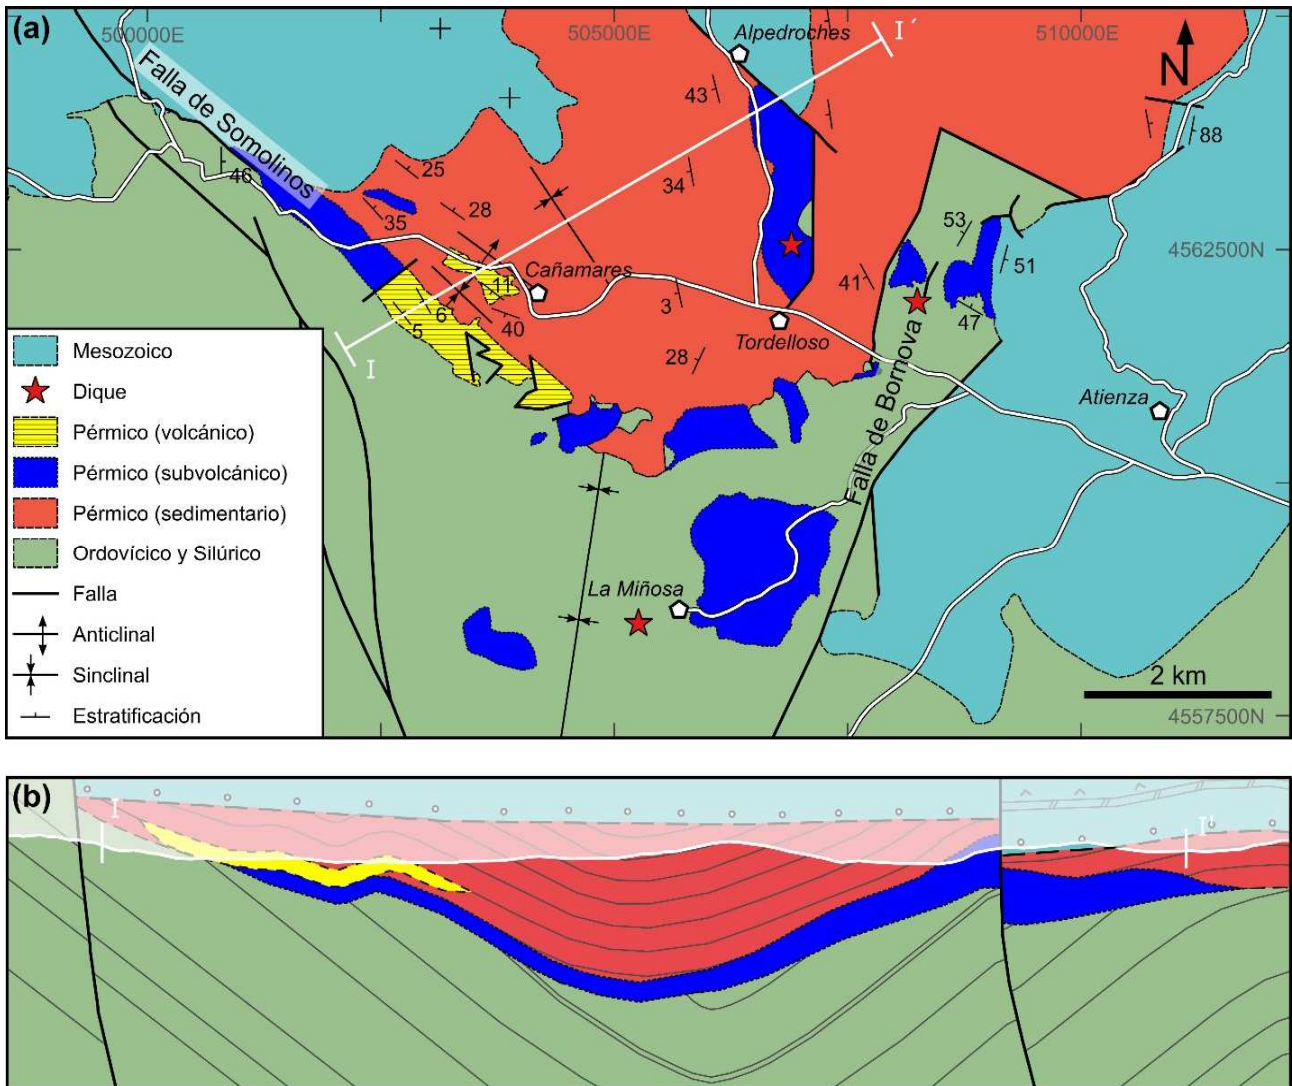 (a)
500000E
505000E
510000E
Alpedroches
I´
N
Falla de Somolinos
43
88
25
46
34
35
28
53
4562500N
51
Cañamares
41
11
3
6
5
40
47
Tordelloso
28
I
Atienza
Falla de Bornova
La Miñosa
2 km
4557500N
Mesozoico
Dique
Pérmico (volcánico)
Pérmico (subvolcánico)
Pérmico (sedimentario)
Ordovícico y Silúrico
Falla
Anticlinal
Sinclinal
Estratificación
(b)
I
I'